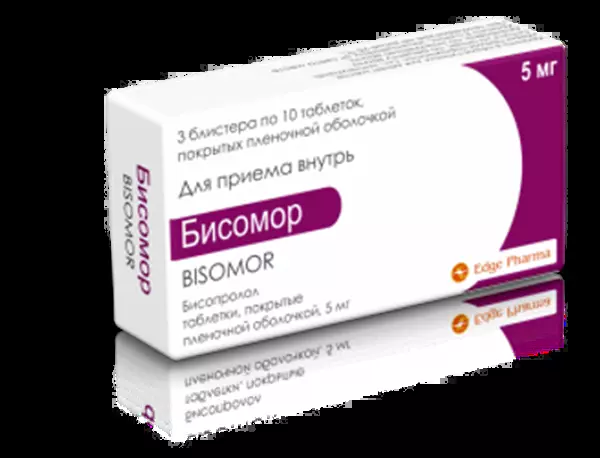 5 мг
3 блистера по 10 таблеток,
покрытых пленочной оболочкой
Для приема внутрь
Бисомор
BISOMOR
Бисопролол
таблетки, покрытые
пленочной оболочкой, 5 мг
Edge Pharma
Бисомор
BISOMOR